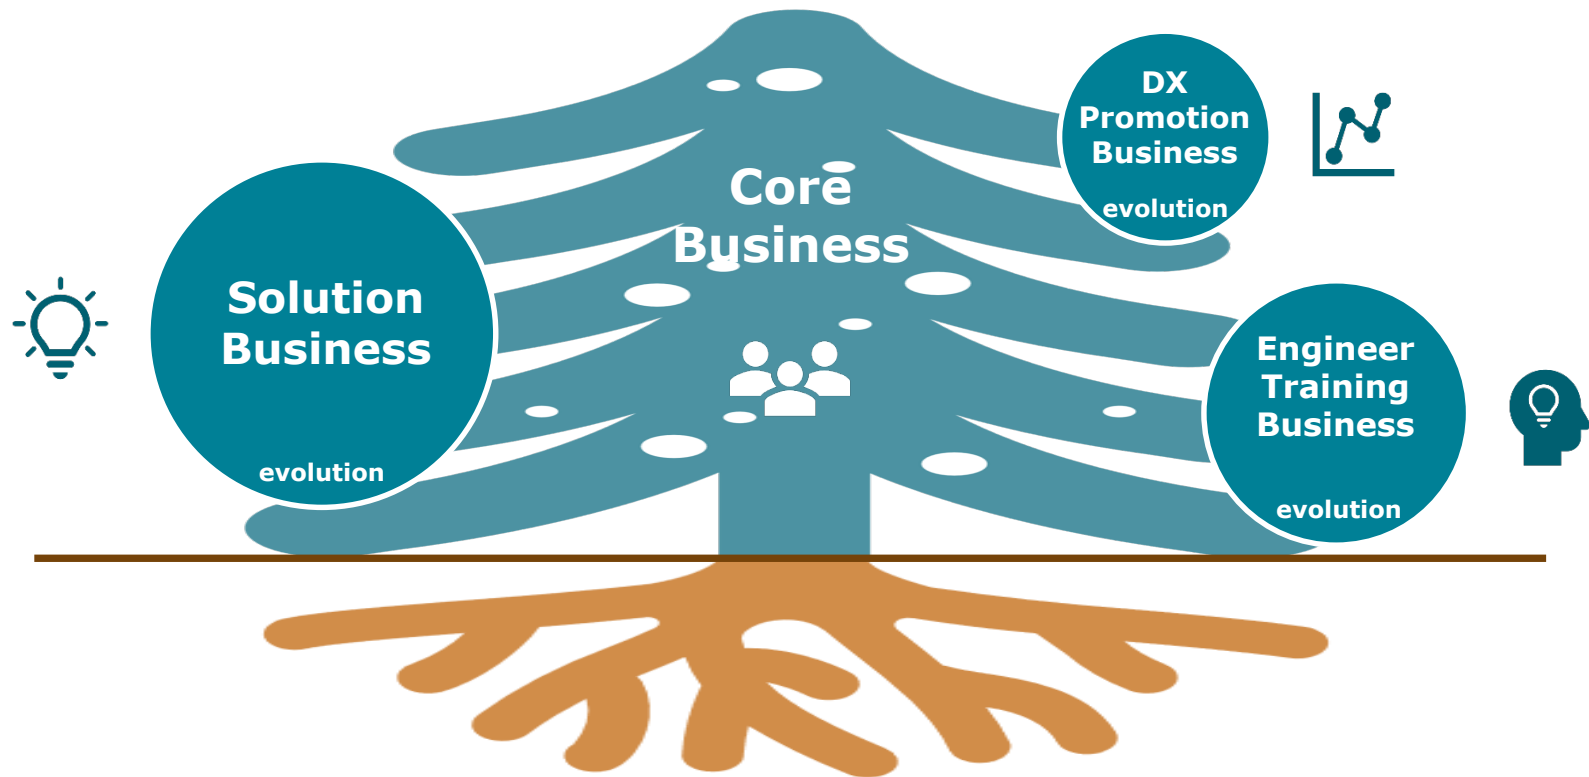 DX
Promotion
Business
evolution
Core
Business
Solution
Business
evolution
Engineer
Training
Business
evolution